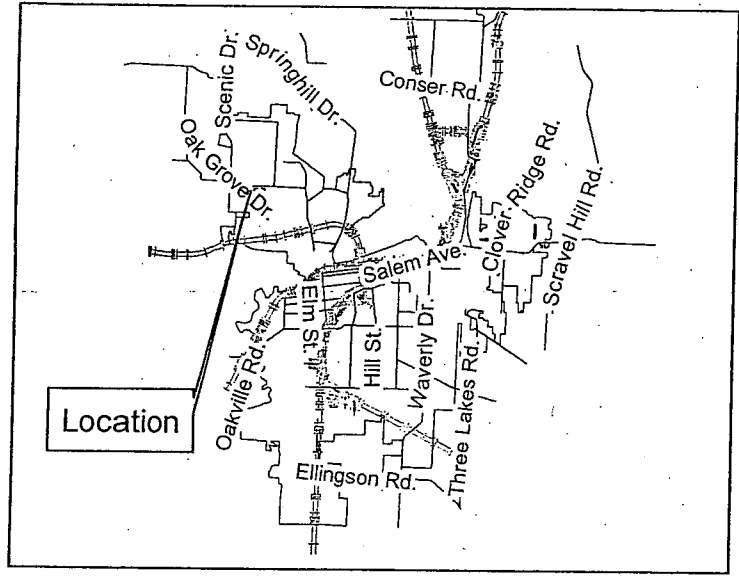 Springhill Dr.
Scenic Dr.
Conser Rd.
Oak Grove Dr.
Clover Ridge Rd.
Scravel Hill Rd.
Salem Ave.
Elm St.
Hill St.
Waverly Dr.
Oakville Rd.
Three Lakes Rd.
Location
Ellingson Rd.